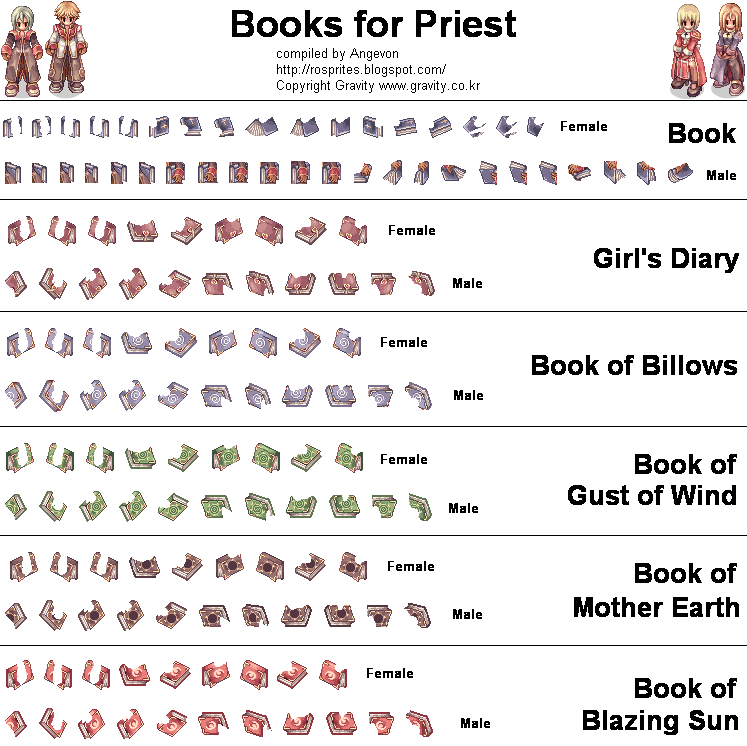 Books for Priest
compiled by Angevon
http://rosprites.blogspot.com/
Copyright Gravity www.gravity.co.kr
Female
Book
Male
Female
Girl's Diary
Male
Female
Book of Billows
Male
Female
Book of
Gust of Wind
Male
Female
Book of
Mother Earth
Male
Female
Book of
Blazing Sun
Male